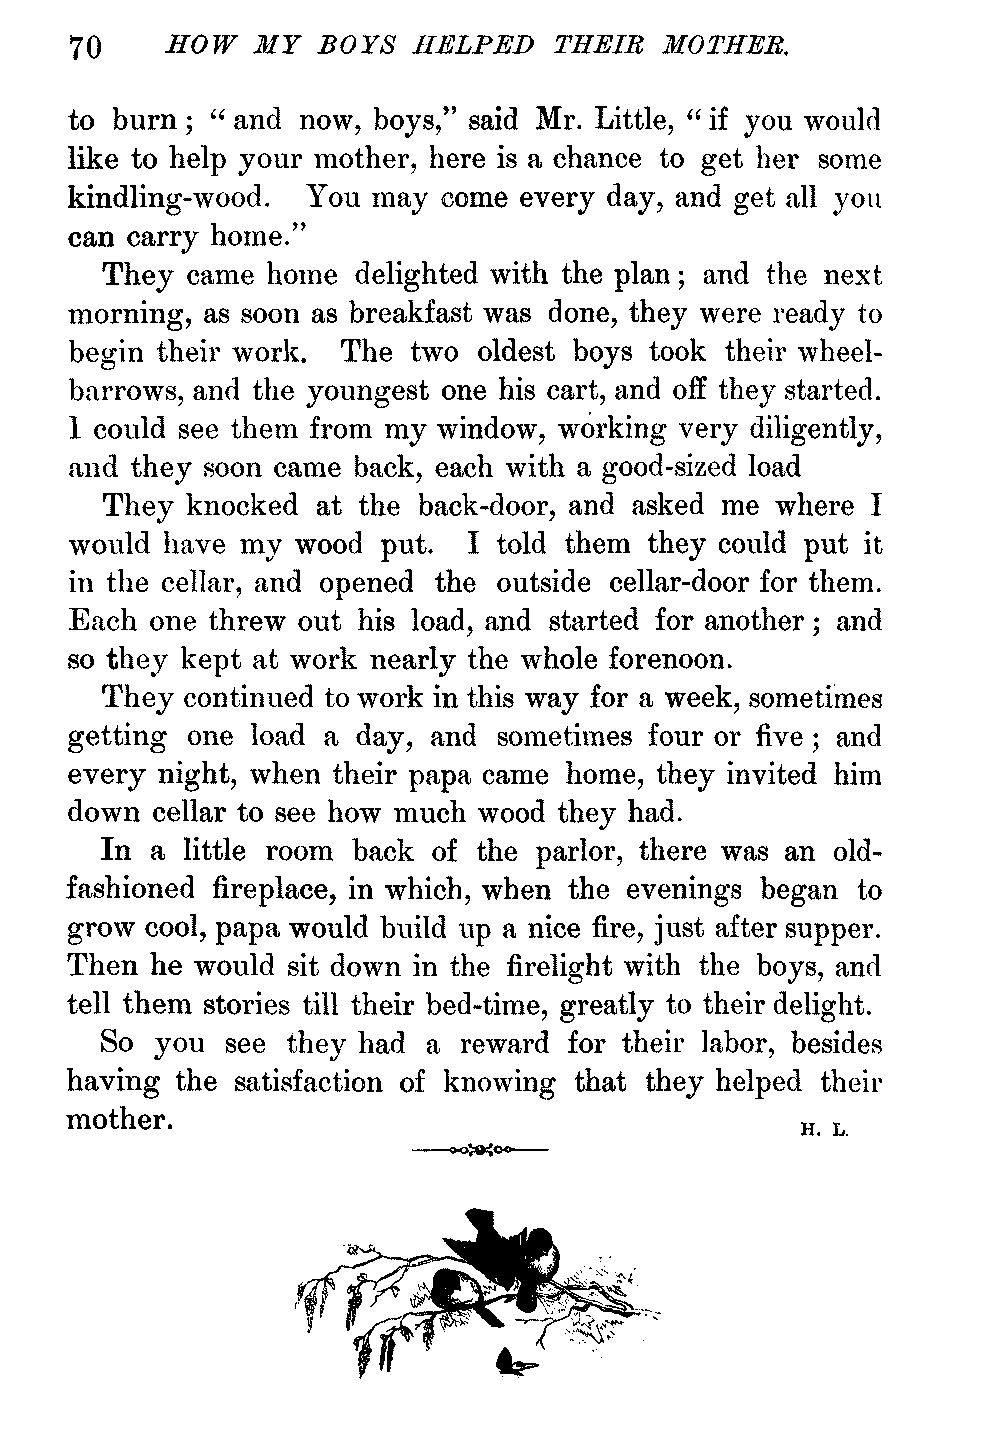 70 HOW MY BOYS HELPED THEIR MOTHER.
to burn; "and now, boys," said Mr. Little, "if you would
like to help your mother, here is a chance to get her some
kindling-wood. You may come every day, and get all you
can carry home."
They came home delighted with the plan; and the next
morning, as soon as breakfast was done, they were ready to
begin their work. The two oldest boys took their wheel-
barrows, and the youngest one his cart, and off they started.
I could see them from my window, working very diligently,
and they soon came back, each with a good-sized load
They knocked at the back-door, and asked me where I
would have my wood put. I told them they could put it
in the cellar, and opened the outside cellar-door for them.
Each one threw out his load, and started for another; and
so they kept at work nearly the whole forenoon.
They continued to work in this way for a week, sometimes
getting one load a day, and sometimes four or five; and
every night, when their papa came home, they invited him
down cellar to see how much wood they had.
In a little room back of the parlor, there was an old-
fashioned fireplace, in which, when the evenings began to
grow cool, papa would build up a nice fire, just after supper.
Then he would sit down in the firelight with the boys, and
tell them stories till their bed-time, greatly to their delight.
So you see they had a reward for their labor, besides
having the satisfaction of knowing that they helped their
mother.
H. L.